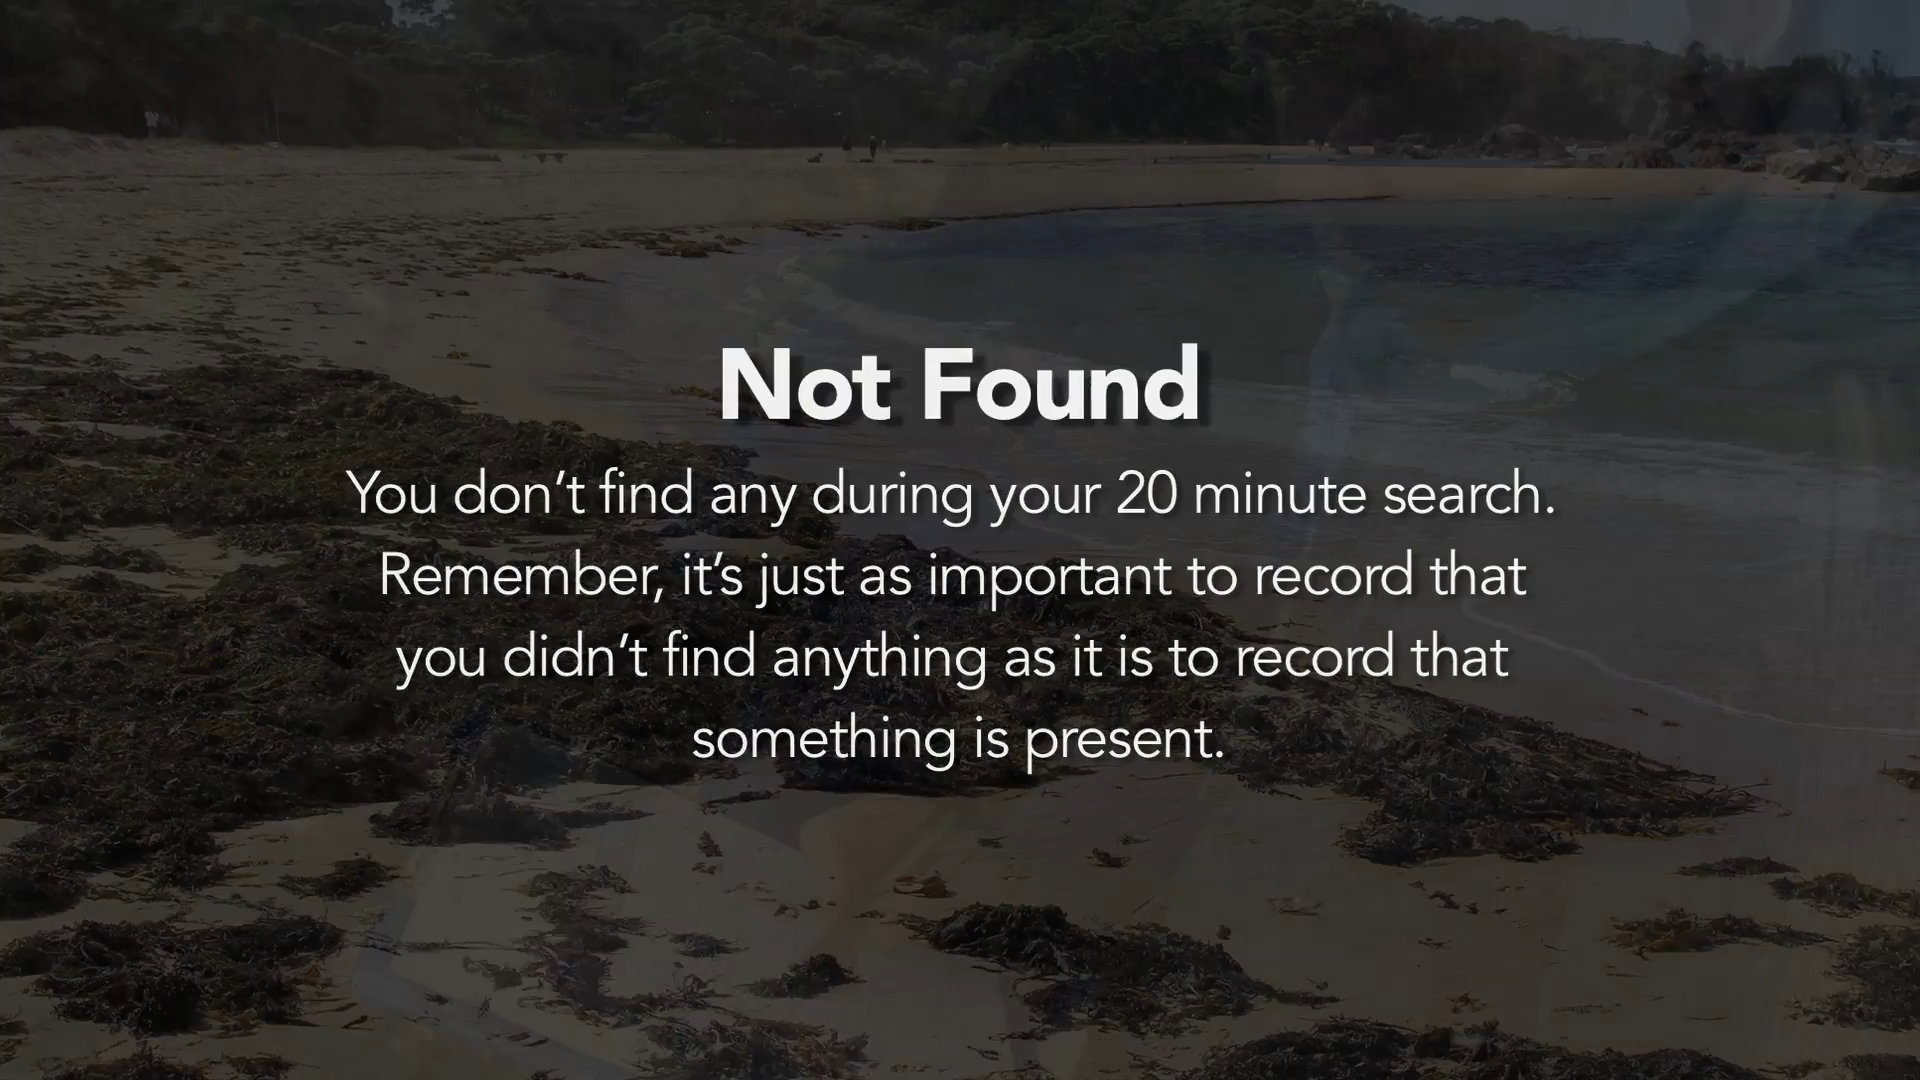 Not Found
You don’t find any during your 20 minute search.
Remember, it’s just as important to record that
you didn’t find anything as it is to record that
something is present.